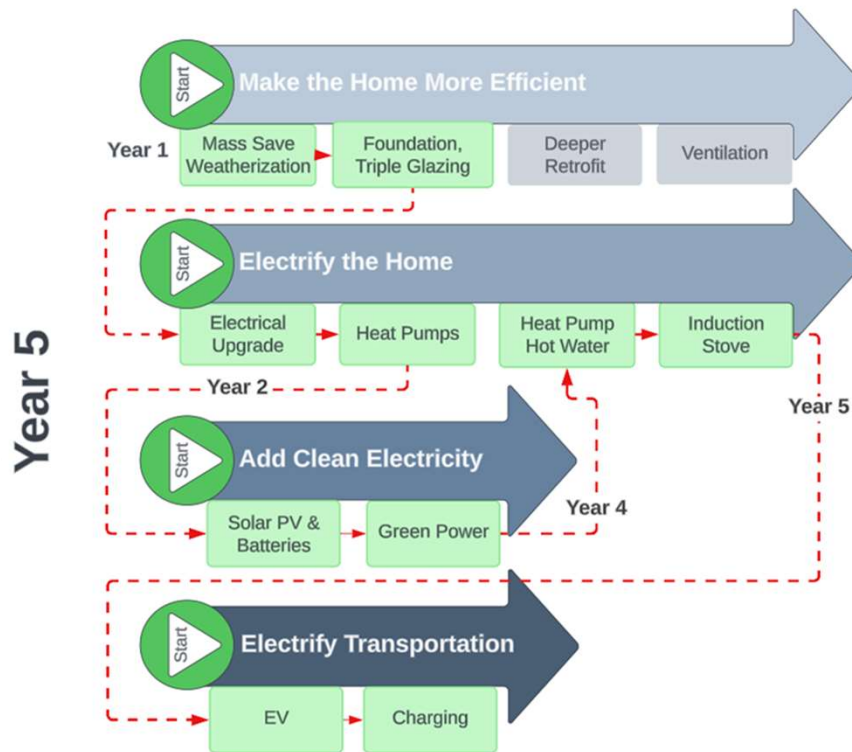 Year 5
Start
Make the Home More Efficient
Year 1
Mass Save
Weatherization
Foundation,
Triple Glazing
Deeper
Retrofit
Ventilation
Start
Electrify the Home
Electrical
Upgrade
Heat Pumps
Heat Pump
Hot Water
Induction
Stove
Year 2
Year 5
Start
Add Clean Electricity
Solar PV &
Batteries
Green Power
Year 4
Start
Electrify Transportation
EV
Charging